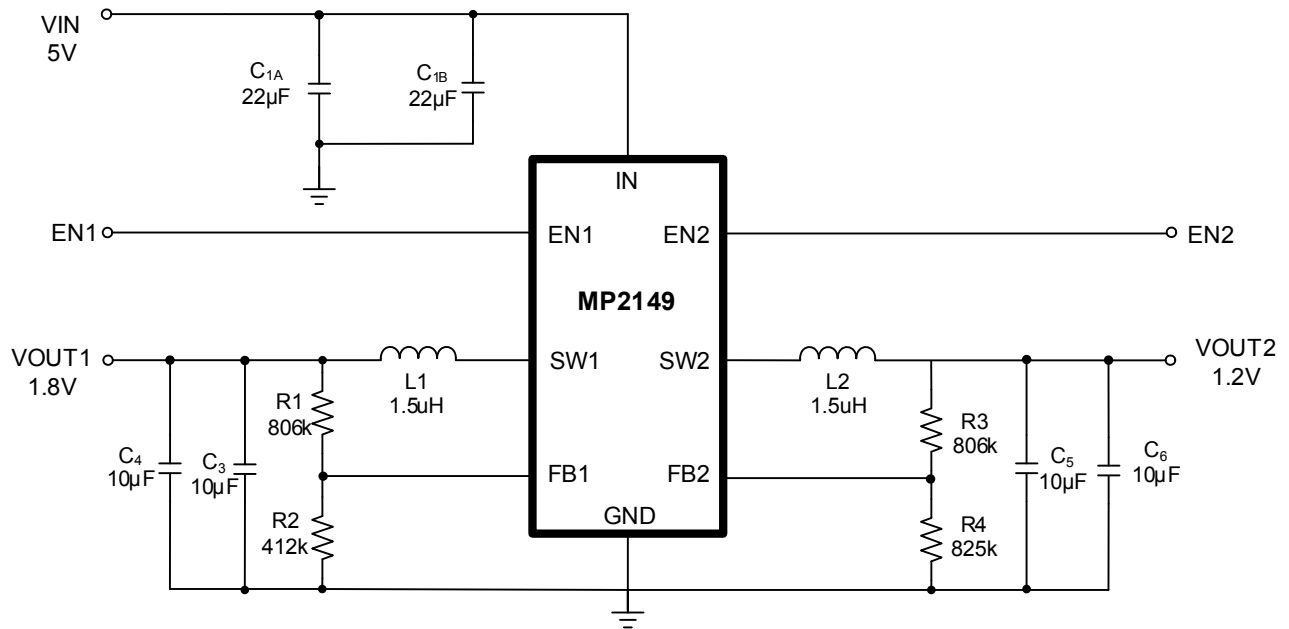 VIN
5V
C1A
22µF
C1B
22µF
IN
EN1
EN1
EN2
EN2
MP2149
VOUT1
1.8V
SW1
SW2
VOUT2
1.2V
L1
1.5uH
L2
1.5uH
R1
806k
R3
806k
C4
10µF
C3
10µF
FB1
FB2
C5
10µF
C6
10µF
R2
412k
GND
R4
825k